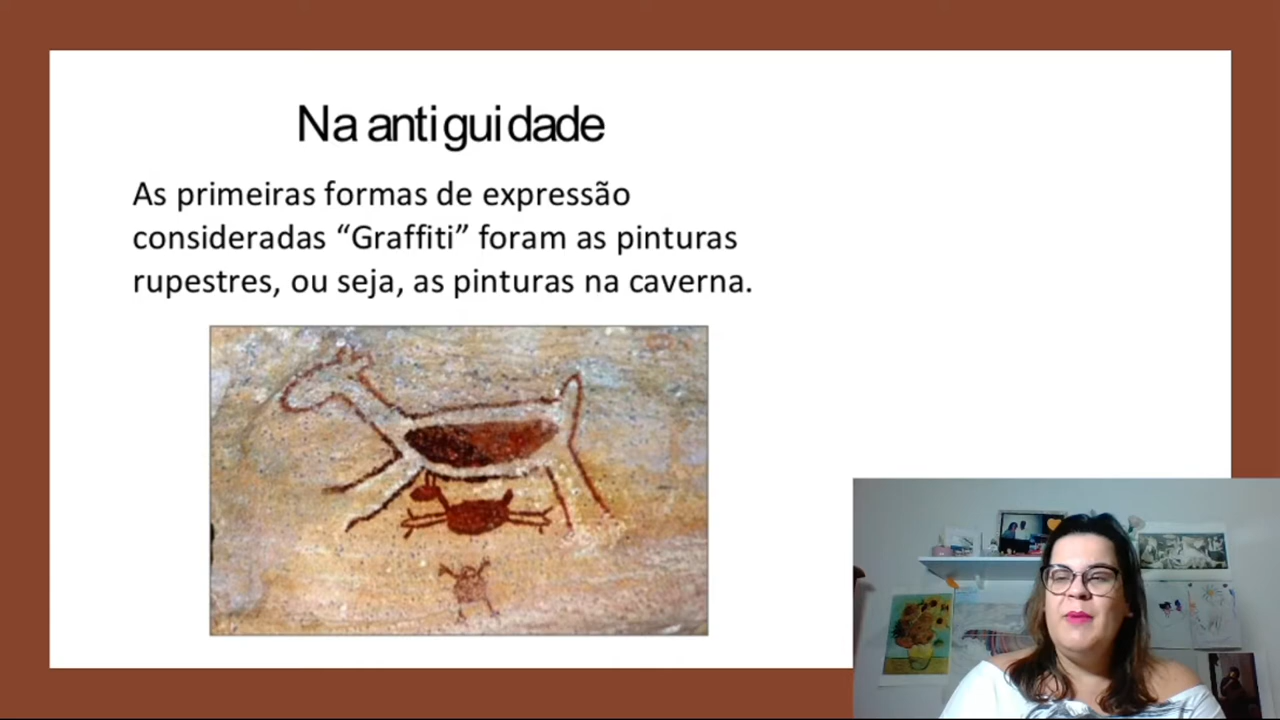 Na antiguidade
As primeiras formas de expressão
consideradas “Graffiti” foram as pinturas
rupestres, ou seja, as pinturas na caverna.